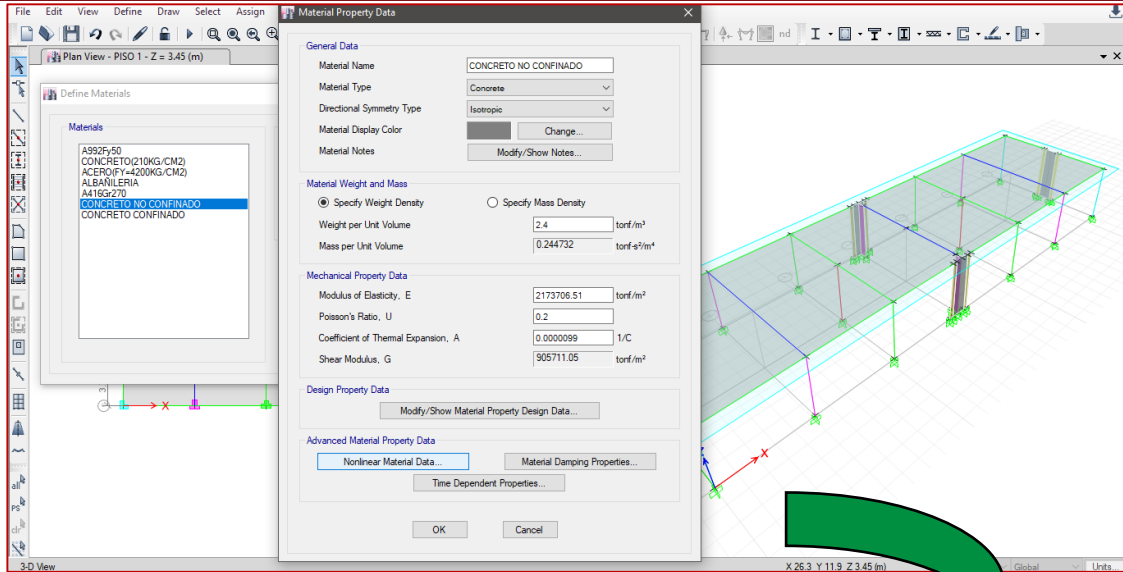 File Edit View Define Draw Select Assign
Material Property Data
Plan View - PISO 1 - Z = 3.45 (m)
nd
Define Materials
Materials
A992Fy50
CONCRETO(210KG/CM2)
ACERO(FY=4200KG/CM2)
ALBAÑILERIA
A416Gr270
CONCRETO NO CONFINADO
CONCRETO CONFINADO
General Data
Material Name CONCRETO NO CONFINADO
Material Type Concrete
Directional Symmetry Type Isotropic
Material Display Color Change...
Material Notes Modify/Show Notes...
Material Weight and Mass
Specify Weight Density Specify Mass Density
Weight per Unit Volume 2.4 tonf/m³
Mass per Unit Volume 0.244732 tonf-s²/m⁴
Mechanical Property Data
Modulus of Elasticity, E 2173706.51 tonf/m²
Poisson's Ratio, U 0.2
Coefficient of Thermal Expansion, A 0.0000099 1/C
Shear Modulus, G 905711.05 tonf/m²
Design Property Data
Modify/Show Material Property Design Data...
Advanced Material Property Data
Nonlinear Material Data... Material Damping Properties...
Time Dependent Properties...
OK Cancel
3
X
X
all
PS
clr
3-D View X 26.3 Y 11.9 Z 3.45 (m) Global Units...